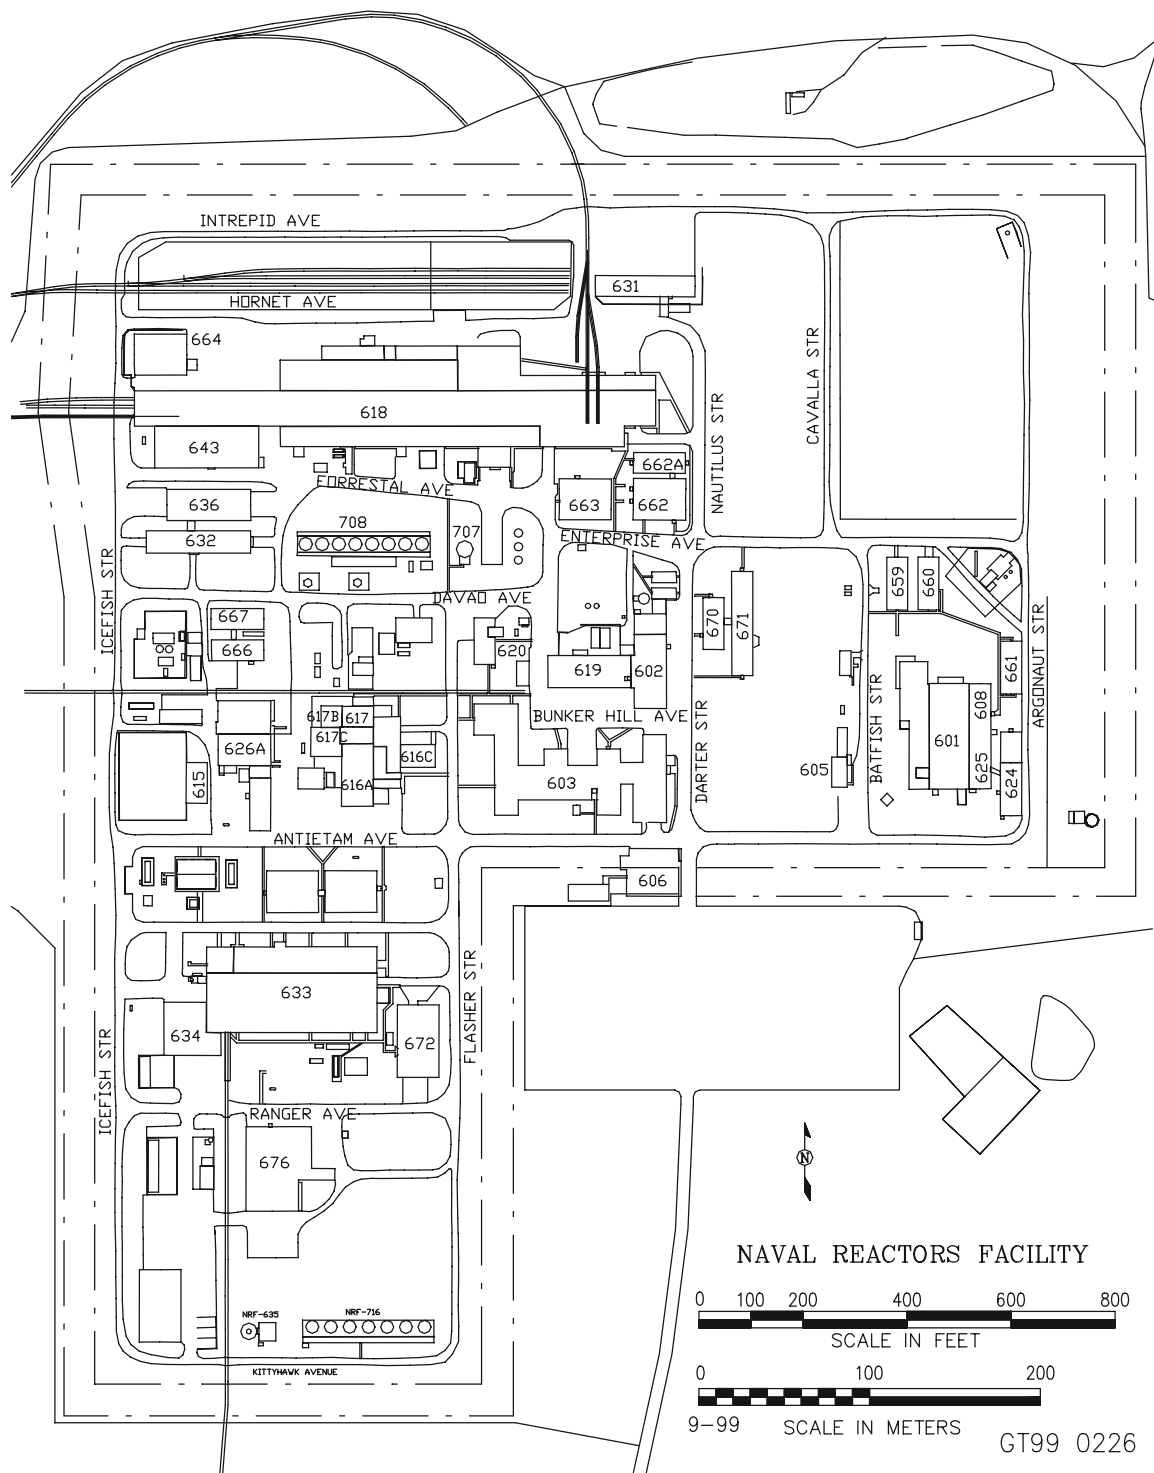 INTREPID AVE
631
HORNET AVE
664
CAVALLA STR
618
NAUTILUS STR
643
662A
FORRESTAL AVE
636
663
662
708
707
632
ENTERPRISE AVE
ICEFISH STR
659
660
DAVAO AVE
667
670
671
ARGONAUT STR
666
620
619
602
661
617B
617
BUNKER HILL AVE
608
617C
BATFISH STR
DARTER STR
626A
616C
601
605
615
616A
603
625
624
ANTIETAM AVE
606
633
FLASHER STR
634
672
ICEFISH STR
RANGER AVE
676
N
NAVAL REACTORS FACILITY
0 100 200 400 600 800
SCALE IN FEET
NRF-635
NRF-716
KITTYHAWK AVENUE
0 100 200
9-99
SCALE IN METERS
GT99 0226